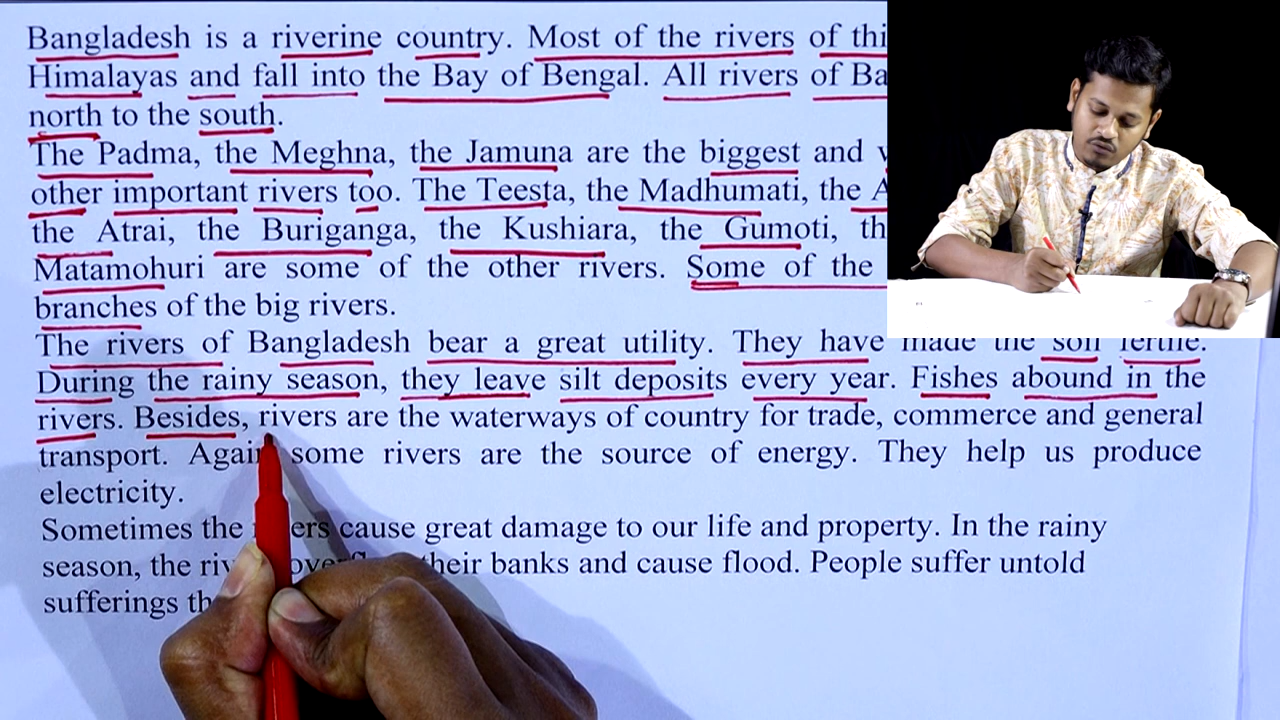 Bangladesh is a riverine country. Most of the rivers of
Himalayas and fall into the Bay of Bengal. All rivers of
north to the south.
The Padma, the Meghna, the Jamuna are the biggest and
other important rivers too. The Teesta, the Madhumati, the
the Atrai, the Buriganga, the Kushiara, the Gumoti,
Matamohuri are some of the other rivers. Some of the
branches of the big rivers.
The rivers of Bangladesh bear a great utility. They have made the soil fertile.
During the rainy season, they leave silt deposits every year. Fishes abound in the
rivers. Besides, rivers are the waterways of country for trade, commerce and general
transport. Again some rivers are the source of energy. They help us produce
electricity.
Sometimes the cause great damage to our life and property. In the rainy
season, the their banks and cause flood. People suffer untold
sufferings